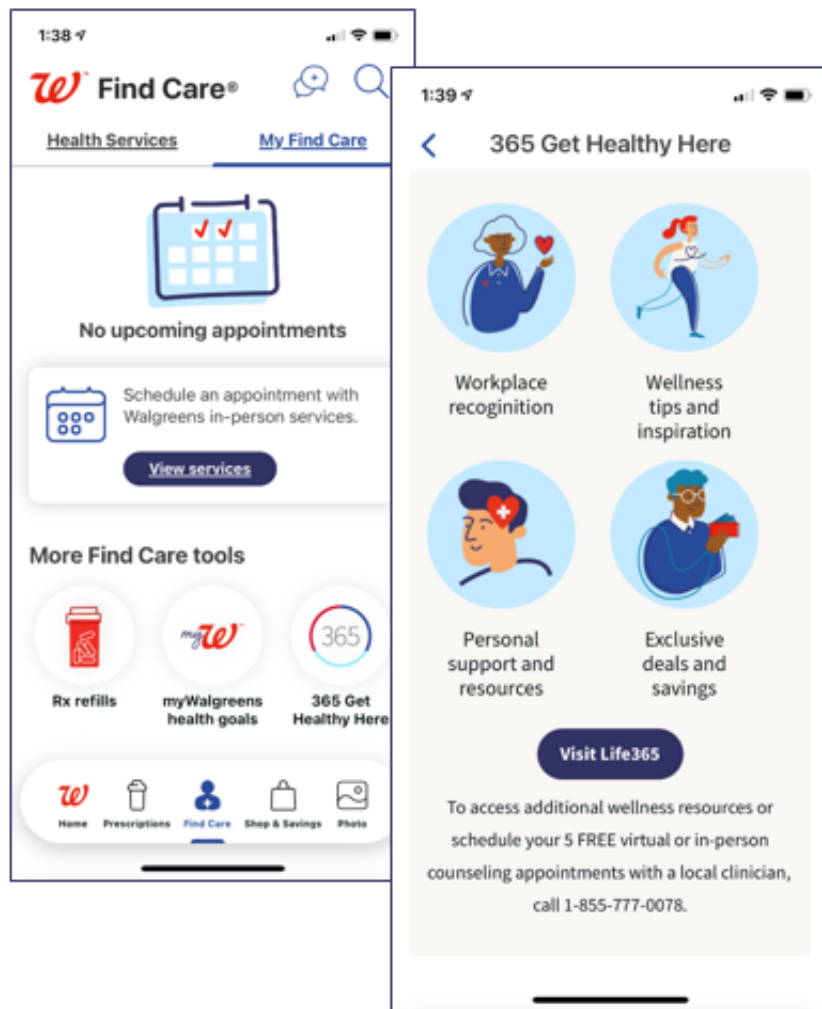 1:38
W Find Care®
Health Services My Find Care
No upcoming appointments
Schedule an appointment with
Walgreens in-person services.
View services
More Find Care tools
myW
365
Rx refills
myWalgreens
health goals
365 Get
Healthy Here
W
Home Prescriptions Find Care Shop & Savings Photo
1:39
365 Get Healthy Here
Workplace
recoginition
Wellness
tips and
inspiration
Personal
support and
resources
Exclusive
deals and
savings
Visit Life365
To access additional wellness resources or
schedule your 5 FREE virtual or in-person
counseling appointments with a local clinician,
call 1-855-777-0078.